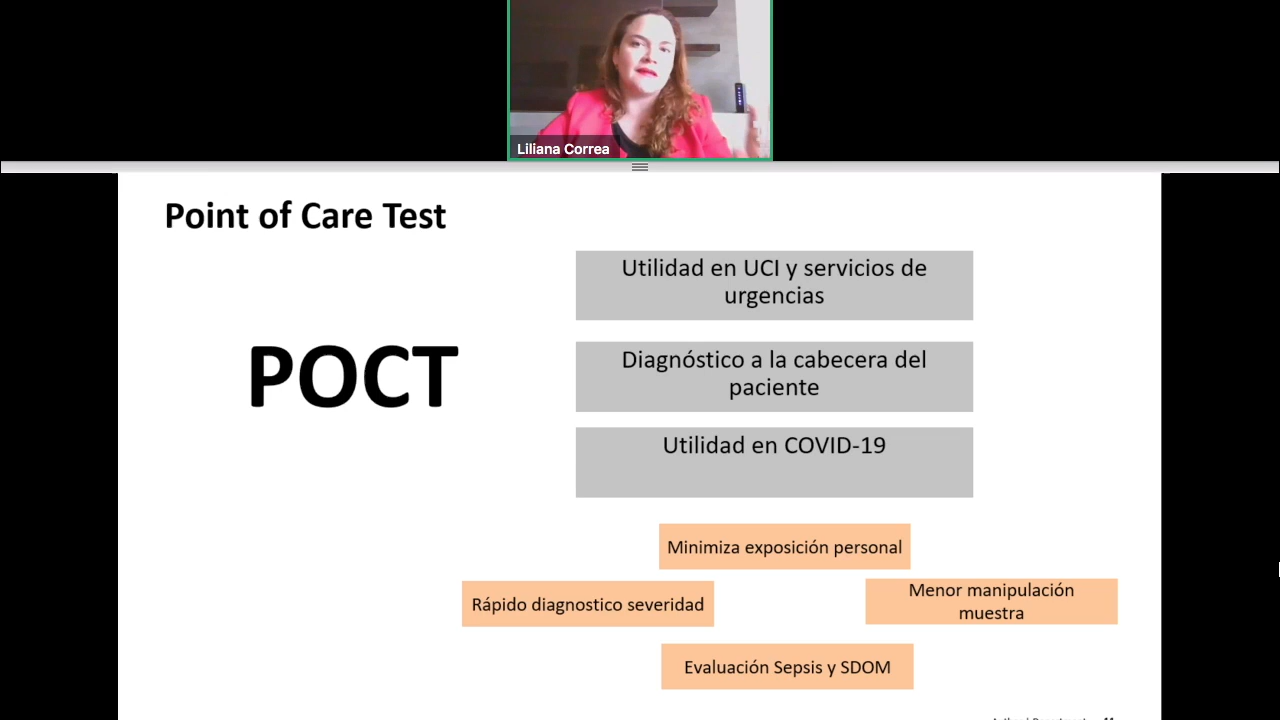 Liliana Correa
Point of Care Test
POCT
Utilidad en UCI y servicios de
urgencias
Diagnóstico a la cabecera del
paciente
Utilidad en COVID-19
Minimiza exposición personal
Rápido diagnostico severidad
Menor manipulación
muestra
Evaluación Sepsis y SDOM